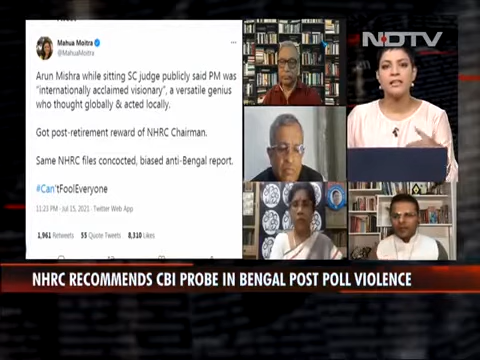 NDTV
Mahua Moitra
@MahuaMoitra
Arun Mishra while sitting SC judge publicly said PM was
"internationally acclaimed visionary", a versatile genius
who thought globally & acted locally.
Got post-retirement reward of NHRC Chairman.
Same NHRC files concocted, biased anti-Bengal report.
#Can'tFoolEveryone
11:23 PM · Jul 15, 2021 · Twitter Web App
1,961 Retweets 55 Quote Tweets 8,310 Likes
NHRC RECOMMENDS CBI PROBE IN BENGAL POST POLL VIOLENCE